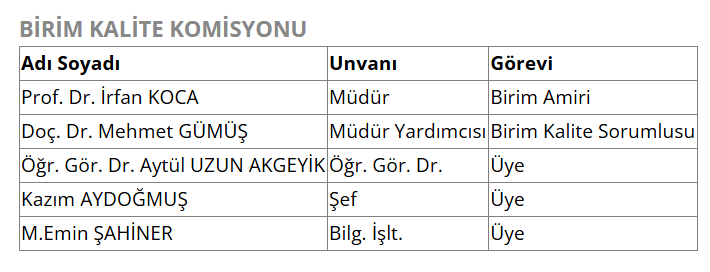 BİRİM KALİTE KOMİSYONU
Adı Soyadı Unvanı Görevi
Prof. Dr. İrfan KOCA Müdür Birim Amiri
Doç. Dr. Mehmet GÜMÜŞ Müdür Yardımcısı Birim Kalite Sorumlusu
Öğr. Gör. Dr. Aytül UZUN AKGEYİK Öğr. Gör. Dr. Üye
Kazım AYDOĞMUŞ Şef Üye
M.Emin ŞAHİNER Bilg. İşlt. Üye